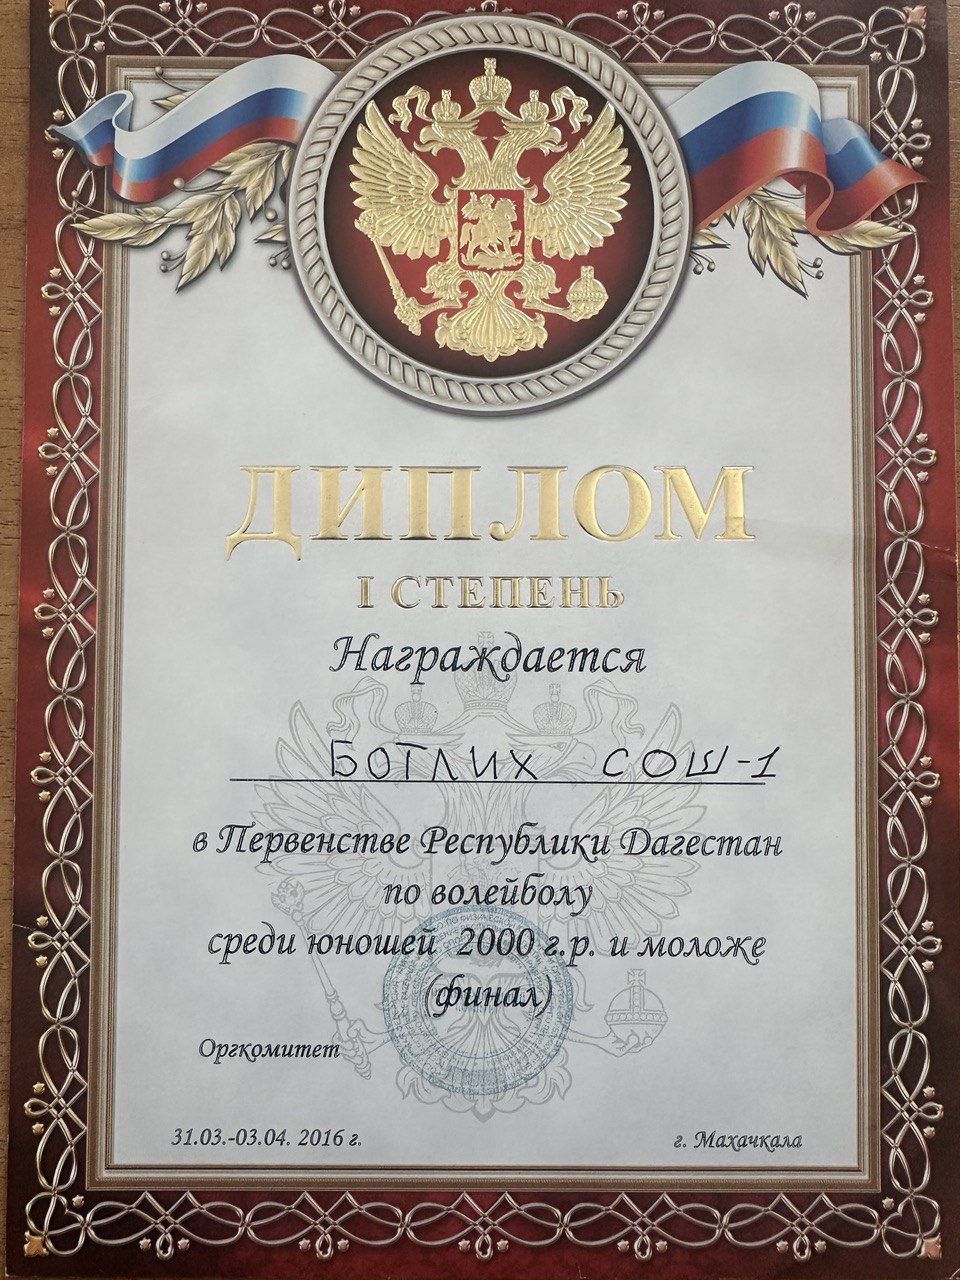 ДИПЛОМ
I СТЕПЕНЬ
Награждается
БОТЛИХ СОШ-1
в Первенстве Республики Дагестан
по волейболу
среди юношей 2000 г.р. и моложе
(финал)
Оргкомитет
31.03.-03.04. 2016 г.
г. Махачкала